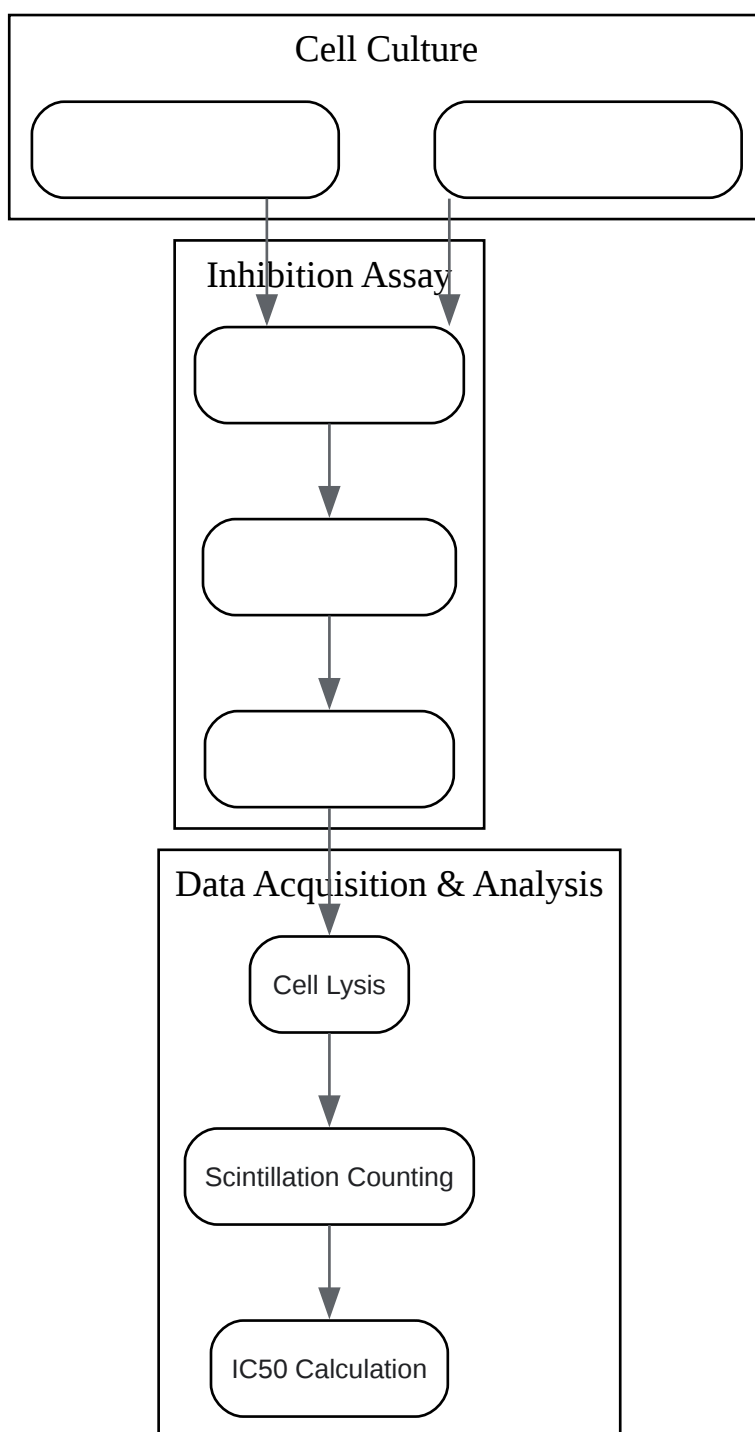 Cell Culture
Inhibition Assay
Data Acquisition & Analysis
Cell Lysis
Scintillation Counting
IC50 Calculation